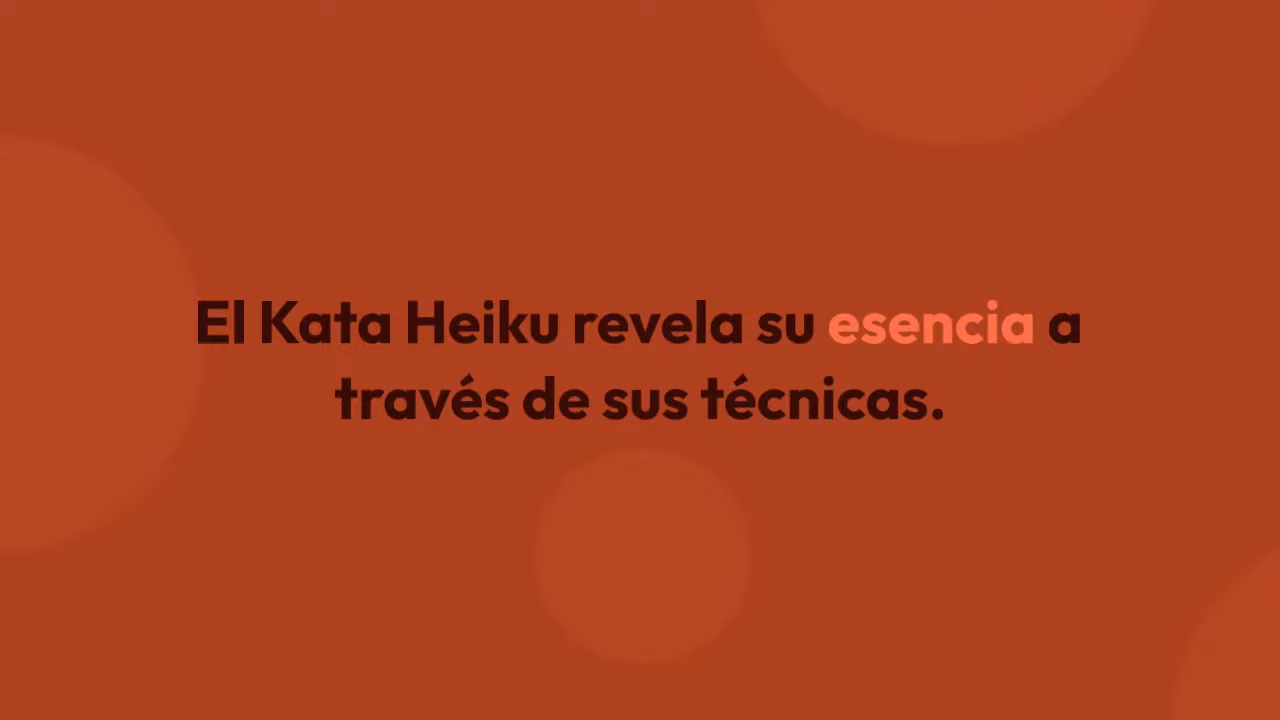 El Kata Heiku revela su esencia a
través de sus técnicas.